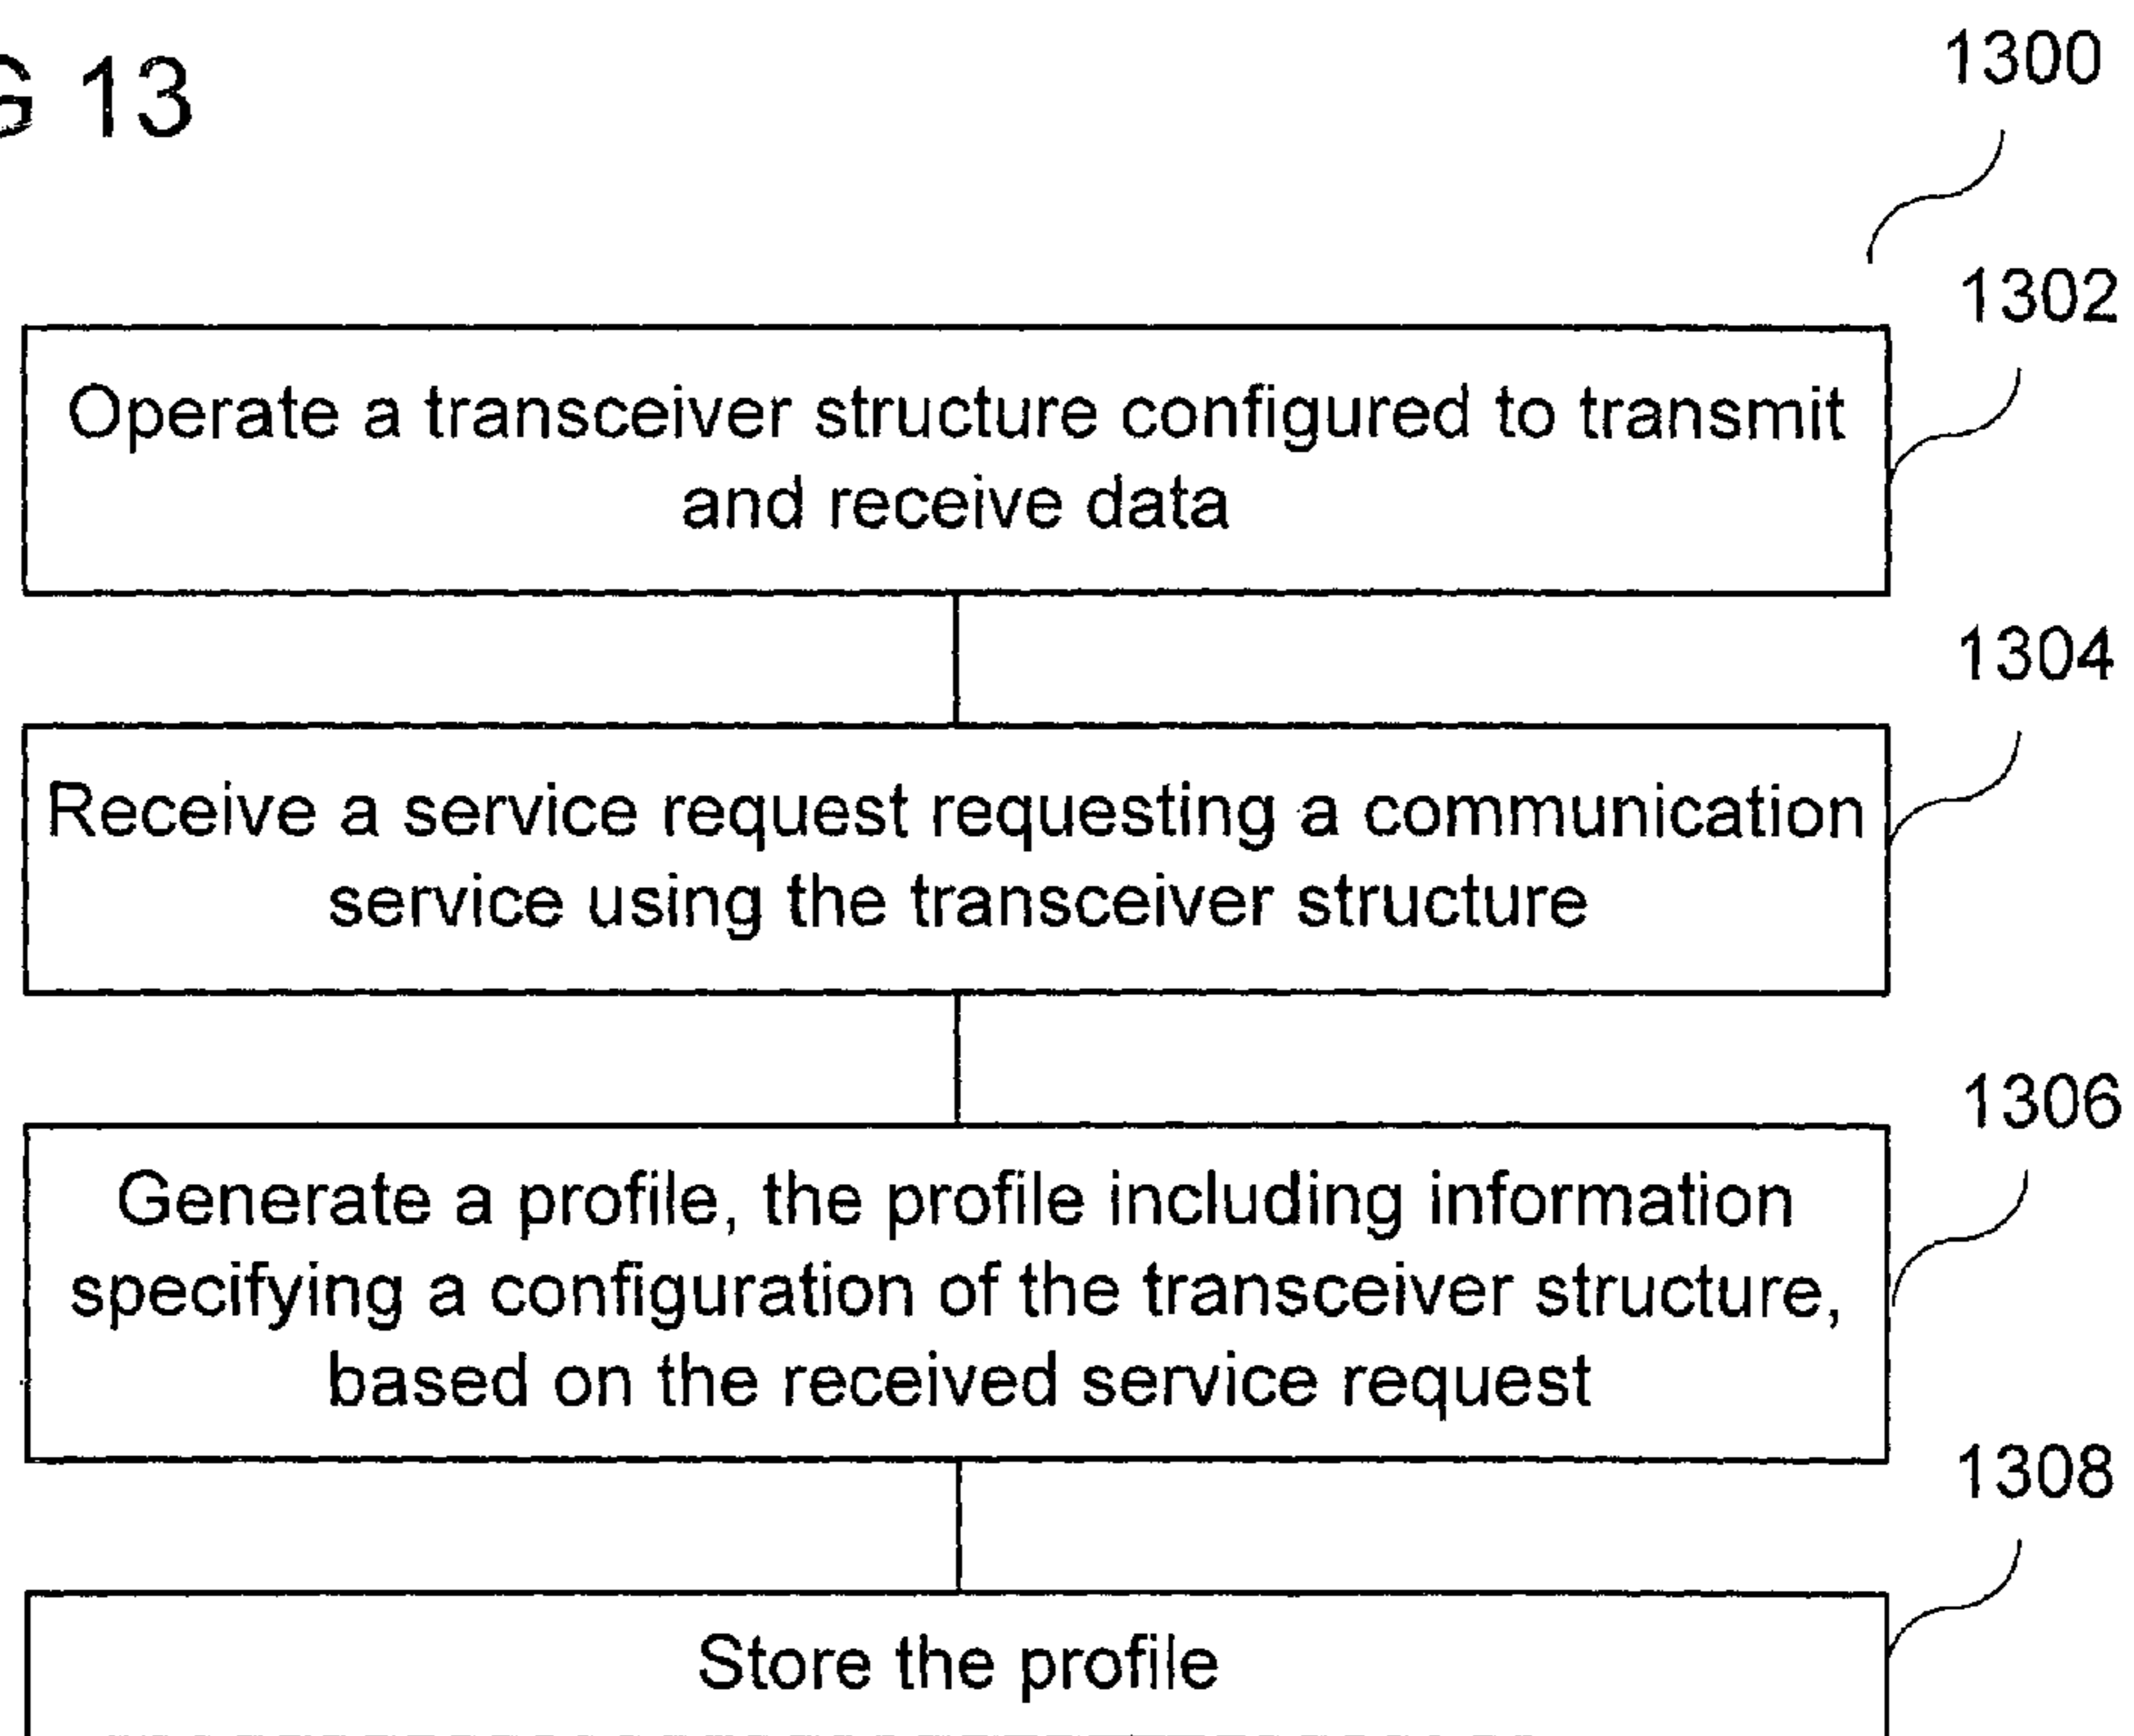 G 13
1300
1302
Operate a transceiver structure configured to transmit
and receive data
1304
Receive a service request requesting a communication
service using the transceiver structure
1306
Generate a profile, the profile including information
specifying a configuration of the transceiver structure,
based on the received service request
1308
Store the profile